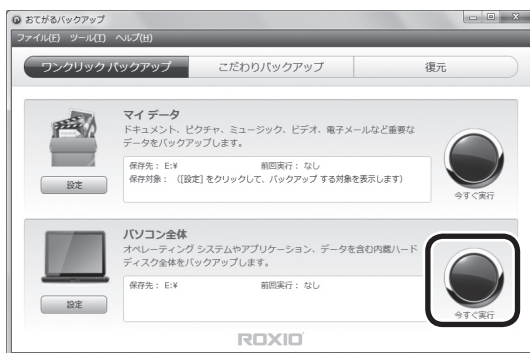 おてがるバックアップ
ファイル(F) ツール(T) ヘルプ(H)
ワンクリック バックアップ こだわりバックアップ 復元
マイ データ
ドキュメント、ピクチャ、ミュージック、ビデオ、電子メールなど重要な
データをバックアップします。
保存先： E:¥ 前回実行： なし
保存対象： （[設定] をクリックして、バックアップ する対象を表示します）
設定
今すぐ実行
パソコン全体
オペレーティング システムやアプリケーション、データを含む内蔵ハード
ディスク全体をバックアップします。
保存先： E:¥ 前回実行： なし
設定
今すぐ実行
ROXIO